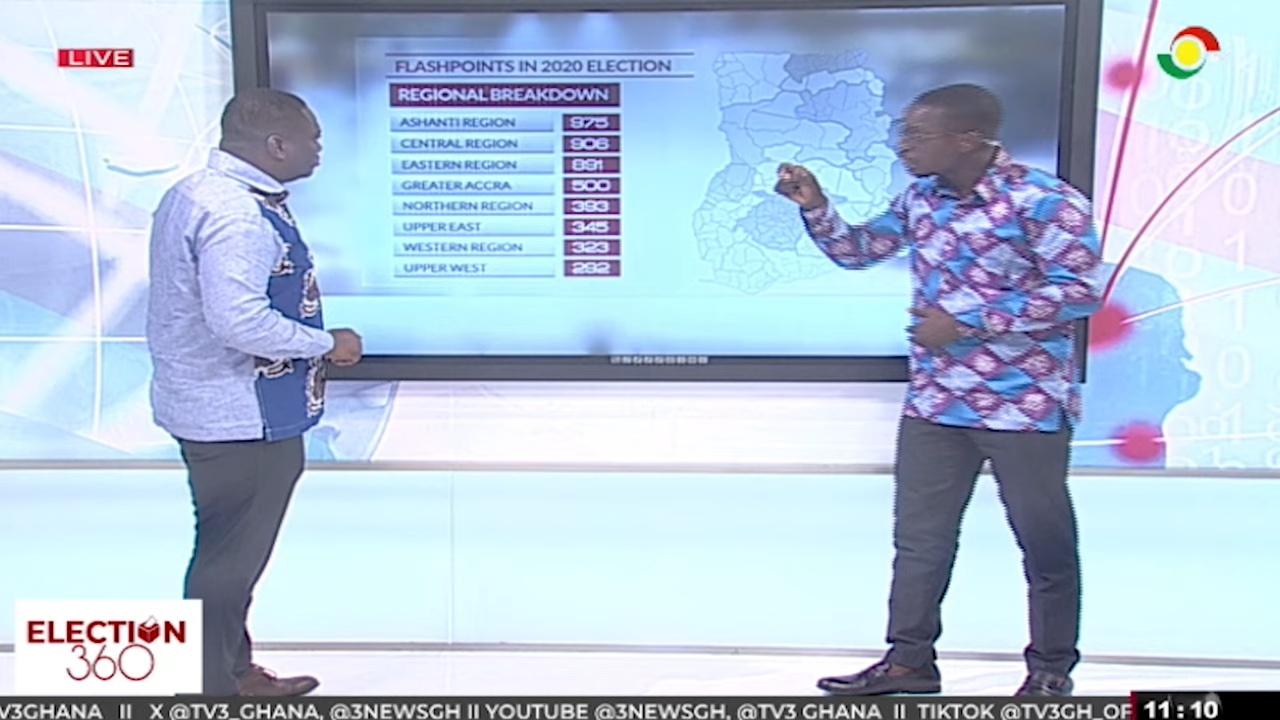 LIVE
FLASHPOINTS IN 2020 ELECTION
REGIONAL BREAKDOWN
ASHANTI REGION 975
CENTRAL REGION 906
EASTERN REGION 891
GREATER ACCRA 500
NORTHERN REGION 393
UPPER EAST 345
WESTERN REGION 323
UPPER WEST 292
ELECTION
360
V3GHANA II X @TV3_GHANA, @3NEWSGH II YOUTUBE @3NEWSGH, @TV3 GHANA II TIKTOK @TV3GH_OF
11:10